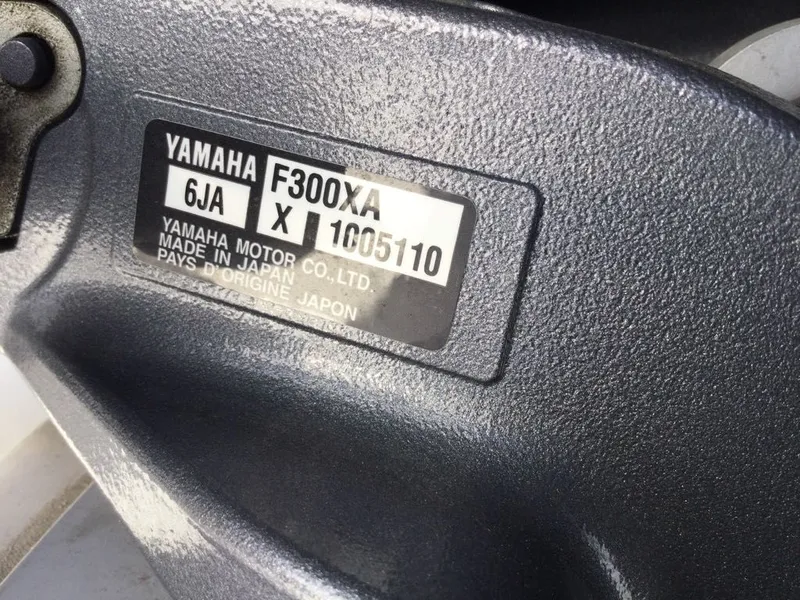 YAMAHA F300XA
6JA X 1005110
YAMAHA MOTOR CO.,LTD.
MADE IN JAPAN
PAYS D'ORIGINE JAPON